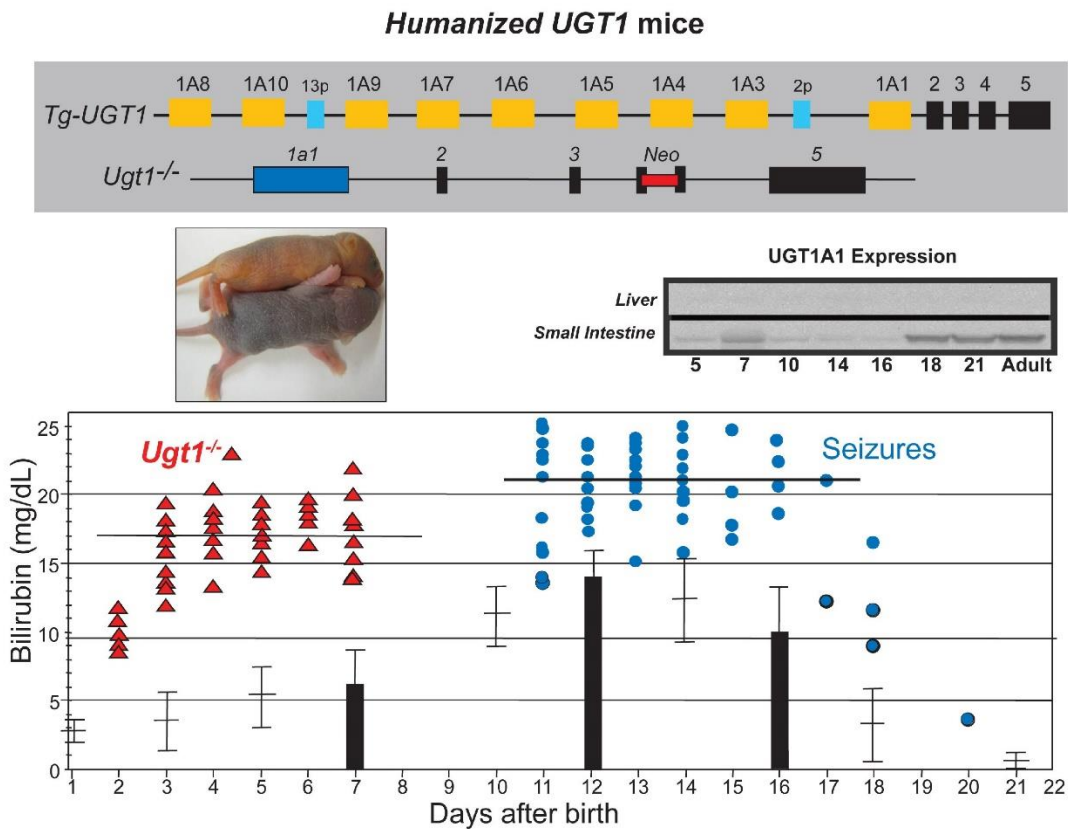 Humanized UGT1 mice
1A8 1A10 13p 1A9 1A7 1A6 1A5 1A4 1A3 2p 1A1 2 3 4 5
Tg-UGT1
1a1 2 3 Neo 5
Ugt1-/-
UGT1A1 Expression
Liver
Small Intestine
5 7 10 14 16 18 21 Adult
25
Ugt1-/-
Seizures
20
15
10
5
0
Bilirubin (mg/dL)
1 2 3 4 5 6 7 8 9 10 11 12 13 14 15 16 17 18 19 20 21 22
Days after birth